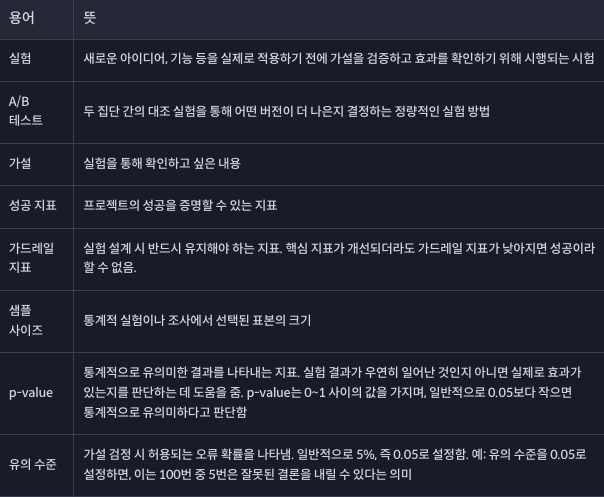 용어 뜻
실험 새로운 아이디어, 기능 등을 실제로 적용하기 전에 가설을 검증하고 효과를 확인하기 위해 시행되는 시험
A/B
테스트
두 집단 간의 대조 실험을 통해 어떤 버전이 더 나은지 결정하는 정량적인 실험 방법
가설 실험을 통해 확인하고 싶은 내용
성공 지표 프로젝트의 성공을 증명할 수 있는 지표
가드레일
지표
실험 설계 시 반드시 유지해야 하는 지표. 핵심 지표가 개선되더라도 가드레일 지표가 낮아지면 성공이라
할 수 없음.
샘플
사이즈
통계적 실험이나 조사에서 선택된 표본의 크기
p-value
통계적으로 유의미한 결과를 나타내는 지표. 실험 결과가 우연히 일어난 것인지 아니면 실제로 효과가
있는지를 판단하는 데 도움을 줌. p-value는 0~1 사이의 값을 가지며, 일반적으로 0.05보다 작으면
통계적으로 유의미하다고 판단함
유의 수준
가설 검정 시 허용되는 오류 확률을 나타냄. 일반적으로 5%, 즉 0.05로 설정함. 예: 유의 수준을 0.05로
설정하면, 이는 100번 중 5번은 잘못된 결론을 내릴 수 있다는 의미